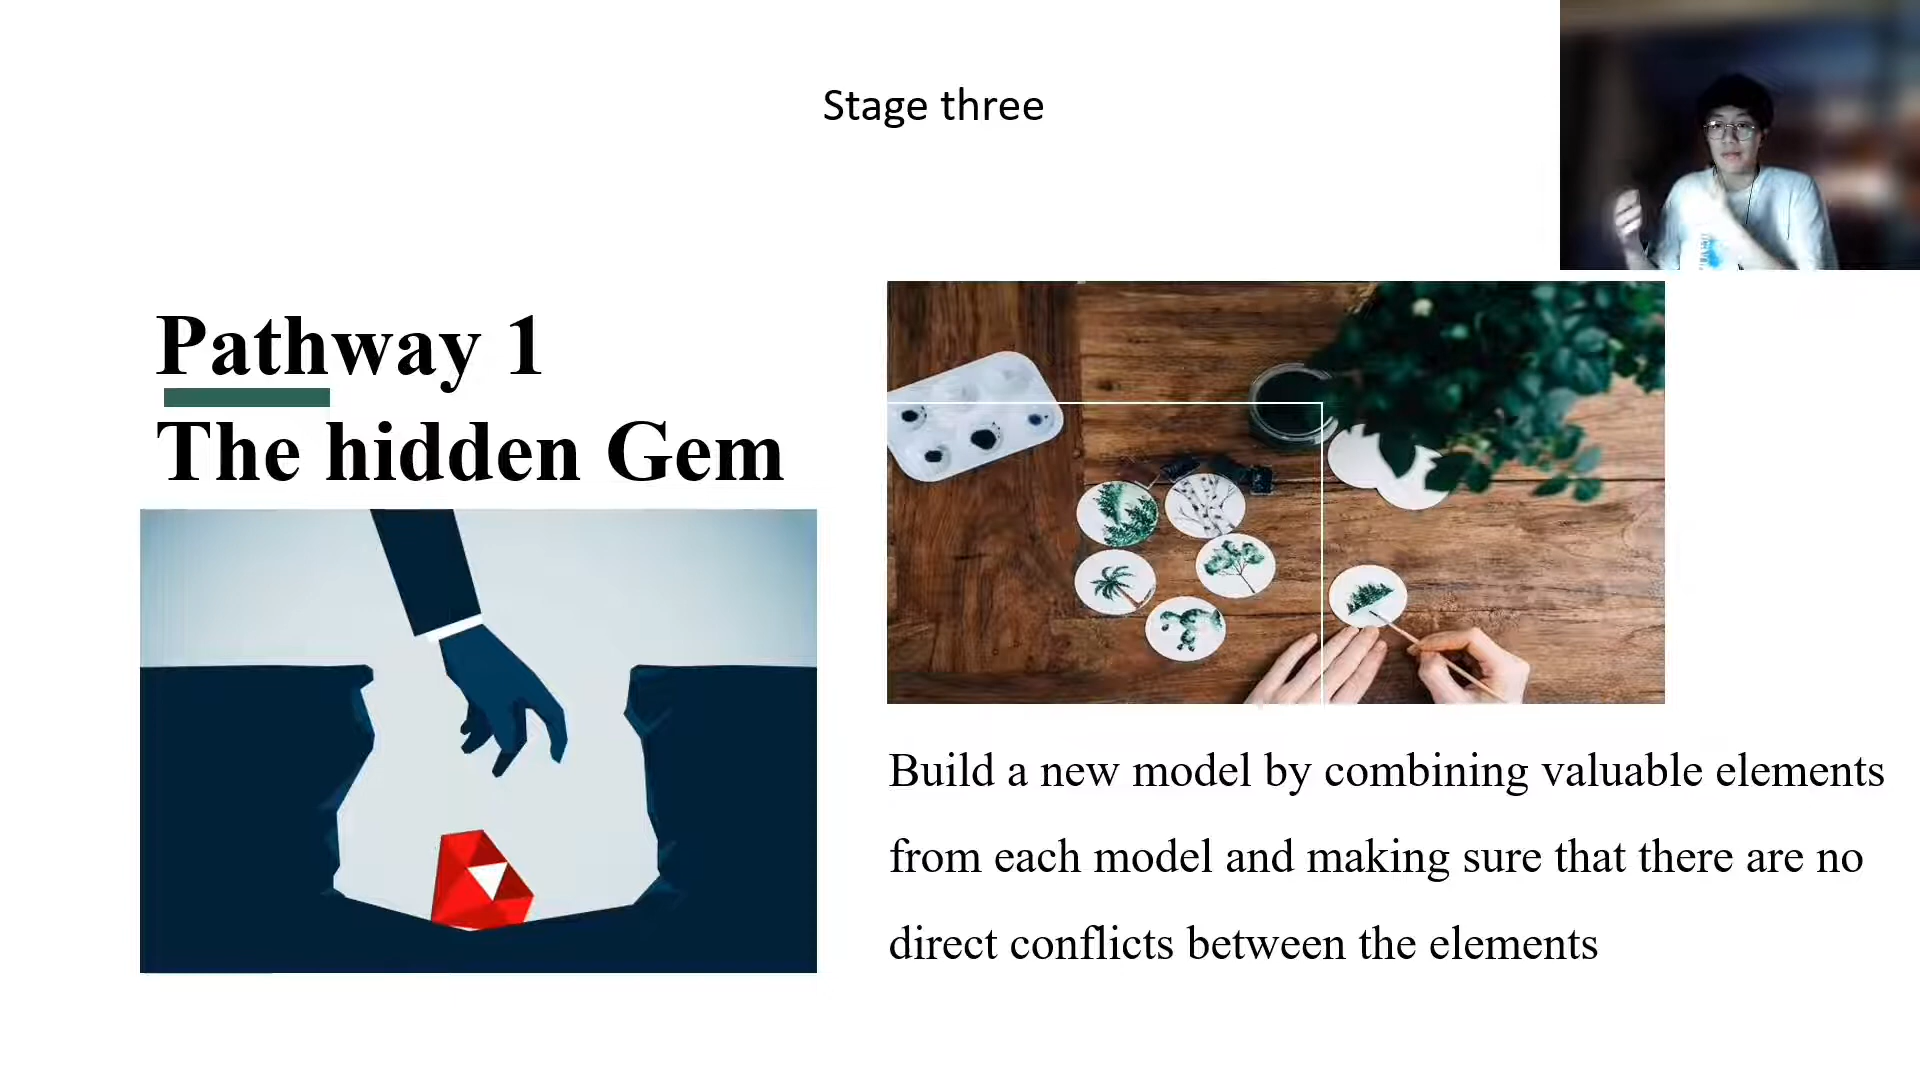 Stage three
Pathway 1
The hidden Gem
Build a new model by combining valuable elements
from each model and making sure that there are no
direct conflicts between the elements